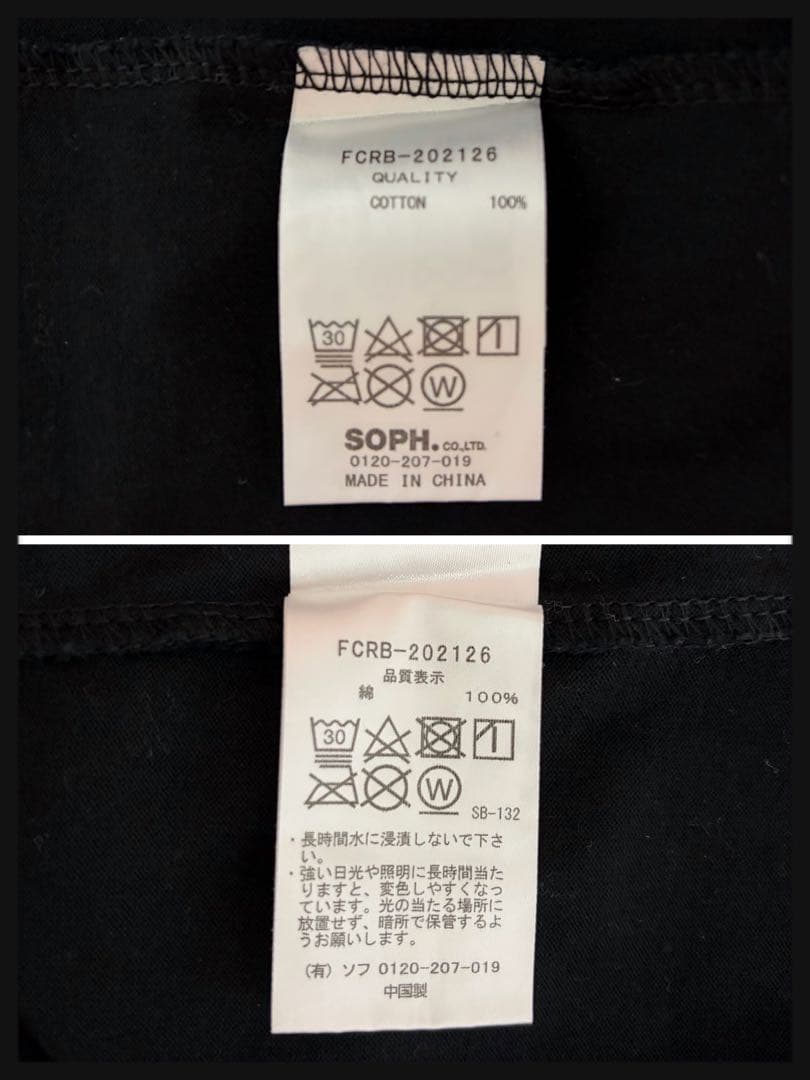 FCRB-202126
QUALITY
COTTON 100%
30
W
SOPH. CO.,LTD.
0120-207-019
MADE IN CHINA
FCRB-202126
品質表示
綿 100%
30
W
SB-132
・長時間水に浸漬しないで下さ
い。
・強い日光や照明に長時間当た
りますと、変色しやすくなっ
ています。光の当たる場所に
放置せず、暗所で保管するよ
うお願いします。
（有）ソフ 0120-207-019
中国製